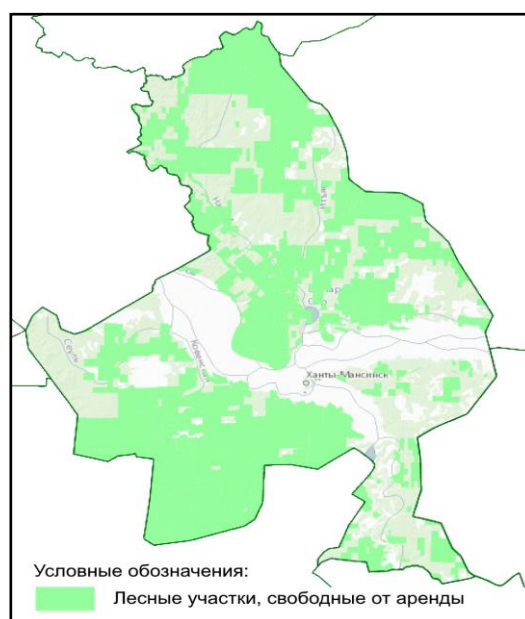 Ханты-Мансийск
Условные обозначения:
Лесные участки, свободные от аренды